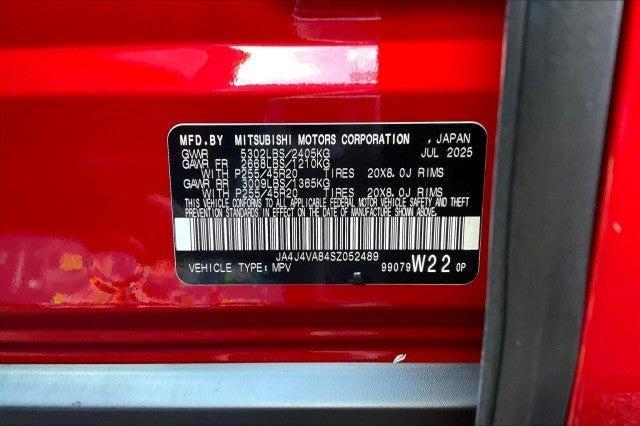 MFD.BY MITSUBISHI MOTORS CORPORATION , JAPAN
GVWR 5302LBS/2405KG JUL 2025
GAWR FR 2668LBS/1210KG
WITH P255/45R20 TIRES 20X8.0J RIMS
GAWR RR 3009LBS/1365KG
WITH P255/45R20 TIRES 20X8.0J RIMS
THIS VEHICLE CONFORMS TO ALL APPLICABLE FEDERAL MOTOR VEHICLE SAFETY AND THEFT
PREVENTION STANDARDS IN EFFECT ON THE DATE OF MANUFACTURE SHOWN ABOVE.
JA4J4VA84SZ052489
VEHICLE TYPE: MPV 99079 W22 0P